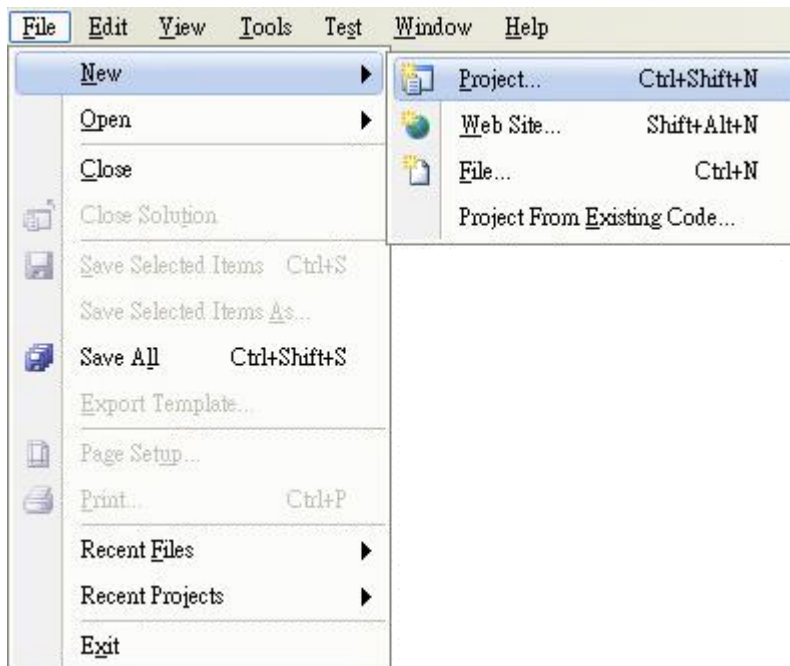 File Edit View Tools Test Window Help
New
Project... Ctrl+Shift+N
Web Site... Shift+Alt+N
File... Ctrl+N
Project From Existing Code...
Open
Close
Close Solution
Save Selected Items Ctrl+S
Save Selected Items As...
Save All Ctrl+Shift+S
Export Template...
Page Setup...
Print... Ctrl+P
Recent Files
Recent Projects
Exit